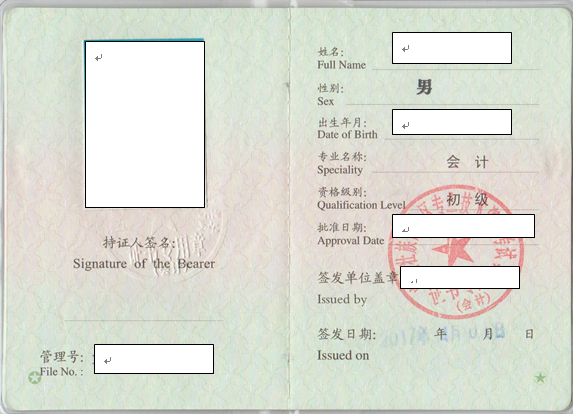 持证人签名:
Signature of the Bearer
管理号:
File No. :
姓名:
Full Name
性别: 男
Sex
出生年月:
Date of Birth
专业名称: 会 计
Speciality
资格级别: 初 级
Qualification Level
批准日期:
Approval Date
签发单位盖章
Issued by
(会计)
签发日期: 年 月 日
Issued on